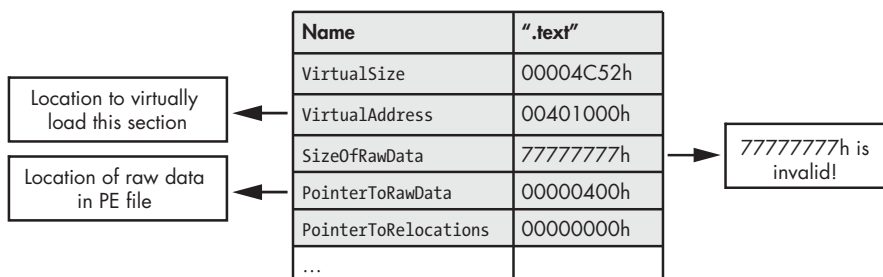 Name ".text"
VirtualSize 00004C52h
Location to virtually
load this section
VirtualAddress 00401000h
SizeOfRawData 77777777h
77777777h is
invalid!
Location of raw data
in PE file
PointerToRawData 00000400h
PointerToRelocations 00000000h
...